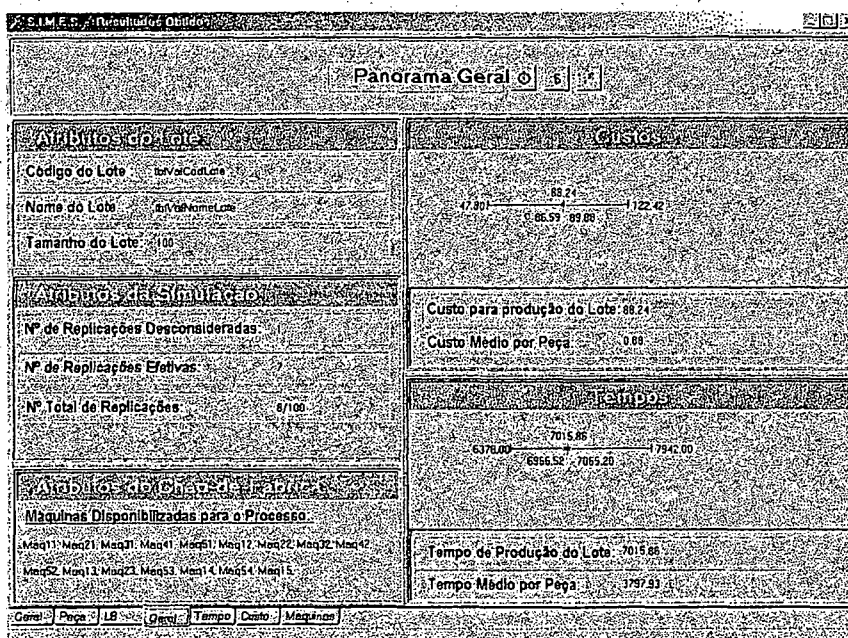 S.I.M.E.S. - Resultados Obtidos
Panorama Geral
Atributos do Lote
Código do Lote tblValCodLote
Nome do Lote tblValNomeLote
Tamanho do Lote 100
Atributos da Simulação
Nº de Replicações Desconsideradas:
Nº de Replicações Efetivas:
Nº Total de Replicações: 8/100
Atributos do Chão de Fábrica
Máquinas Disponibilizadas para o Processo
Maq11, Maq21, Maq31, Maq41, Maq51, Maq12, Maq22, Maq32, Maq42,
Maq52, Maq13, Maq23, Maq53, Maq14, Maq54, Maq15,
Custos
88.24
47.80 122.42
86.59 89.88
Custo para produção do Lote: 88.24
Custo Médio por Peça 0.88
Tempos
7015.86
6378.00 7942.00
6966.52 7065.20
Tempo de Produção do Lote: 7015.86
Tempo Médio por Peça 3797.93
Geral Peça LB Geral Tempo Custo Maquinas